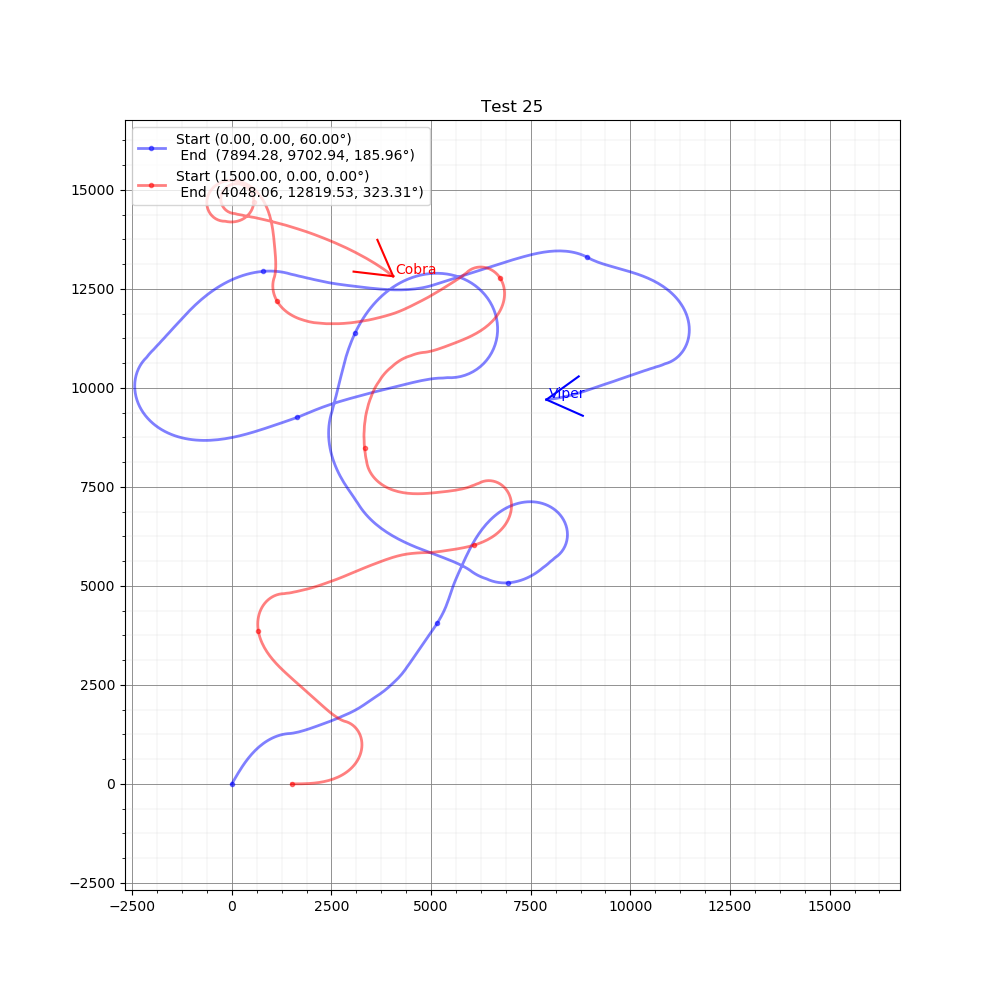 Test 25
Start (0.00, 0.00, 60.00°)
End (7894.28, 9702.94, 185.96°)
Start (1500.00, 0.00, 0.00°)
End (4048.06, 12819.53, 323.31°)
15000
12500
10000
7500
5000
2500
0
−2500
Cobra
Viper
−2500 0 2500 5000 7500 10000 12500 15000